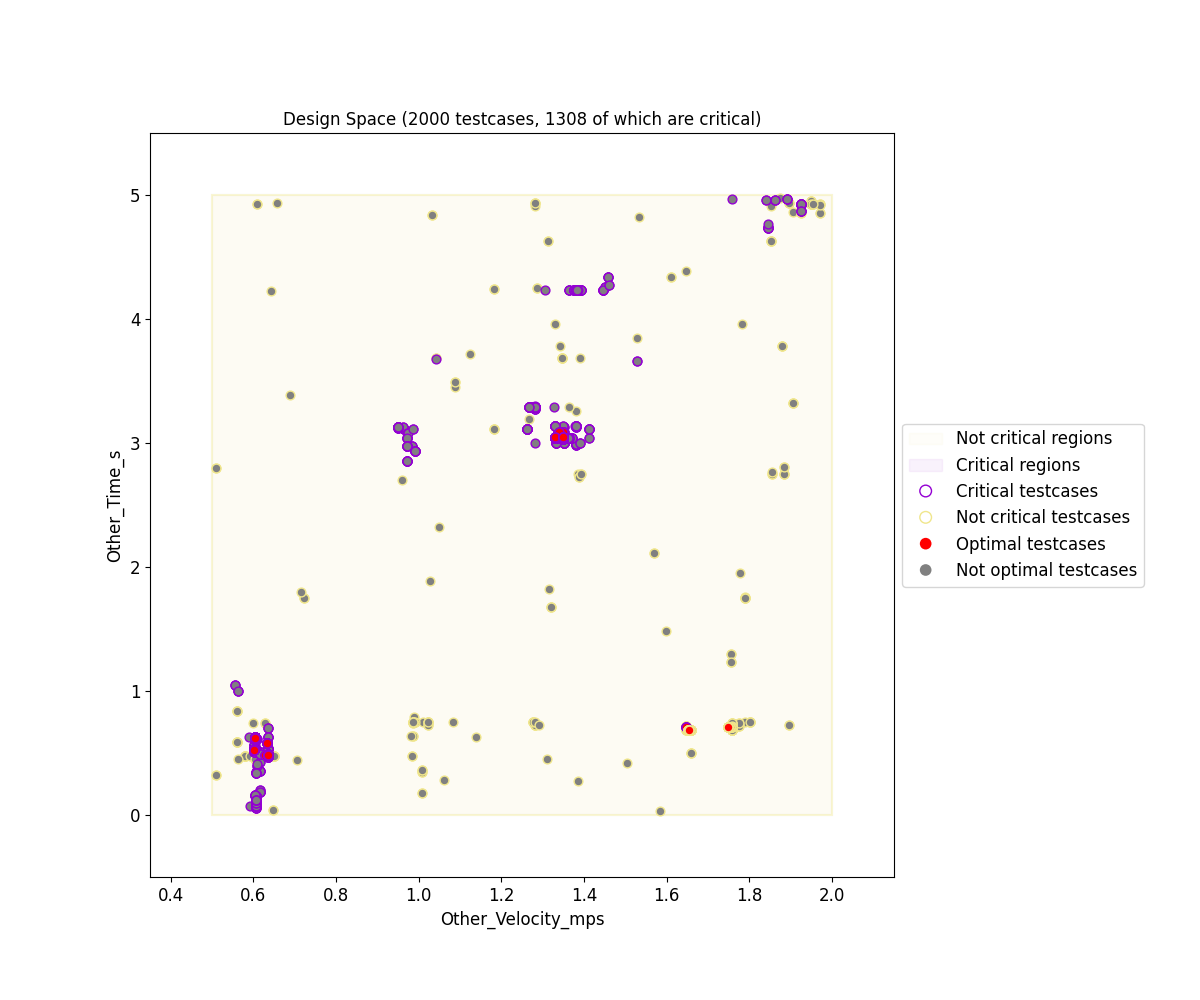 Design Space (2000 testcases, 1308 of which are critical)
5
4
3
2
1
0
Other_Time_s
0.4 0.6 0.8 1.0 1.2 1.4 1.6 1.8 2.0
Other_Velocity_mps
Not critical regions
Critical regions
Critical testcases
Not critical testcases
Optimal testcases
Not optimal testcases